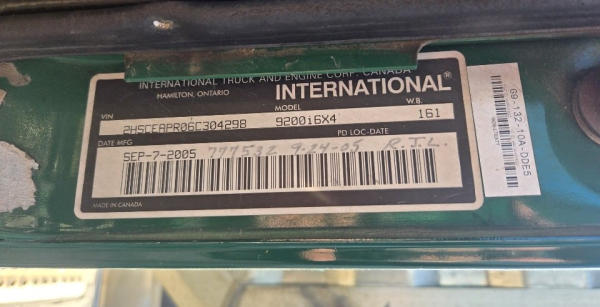 INTERNATIONAL TRUCK AND ENGINE CORP. CANADA
HAMILTON, ONTARIO
INTERNATIONAL®
VIN MODEL W.B.
2HSCEAPR06C304298 9200i6X4 161
DATE MFG PD LOC-DATE
SEP-7-2005 777532 9-24-05 R.J.L.
MADE IN CANADA
G9-132-10A-DDE5